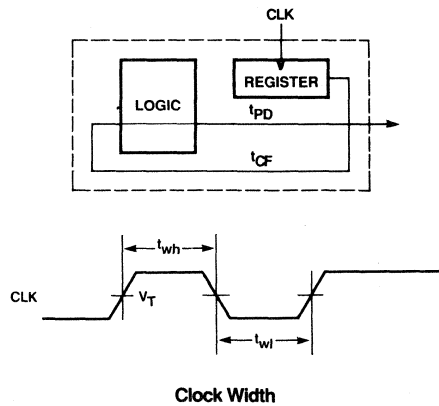 CLK
LOGIC
REGISTER
tPD
tCF
twh
CLK
VT
twl
Clock Width